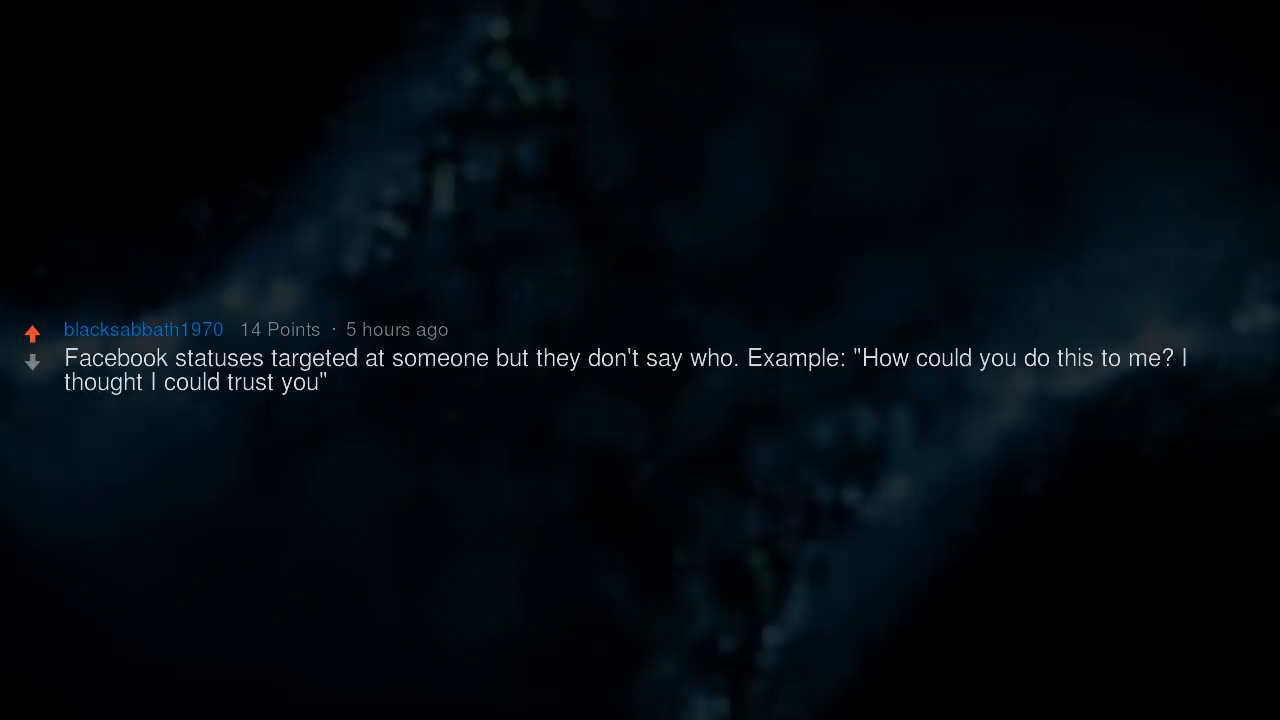 blacksabbath1970 14 Points · 5 hours ago
Facebook statuses targeted at someone but they don't say who. Example: "How could you do this to me? I
thought I could trust you"